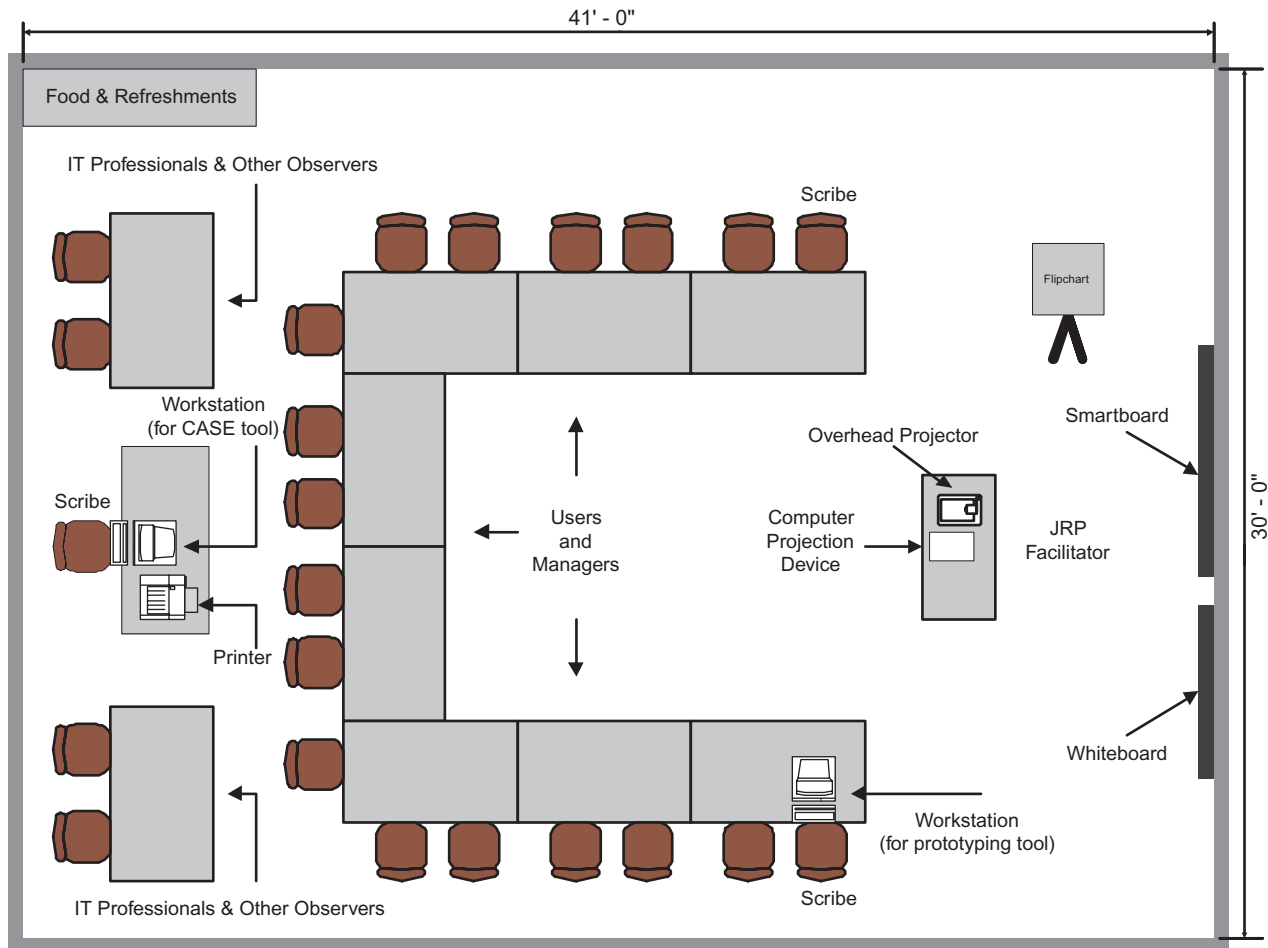 41' - 0"
Food & Refreshments
IT Professionals & Other Observers
Scribe
Flipchart
Workstation
(for CASE tool)
Smartboard
Overhead Projector
30' - 0"
Scribe
Users
and
Managers
Computer
Projection
Device
JRP
Facilitator
Printer
Whiteboard
Workstation
(for prototyping tool)
Scribe
IT Professionals & Other Observers